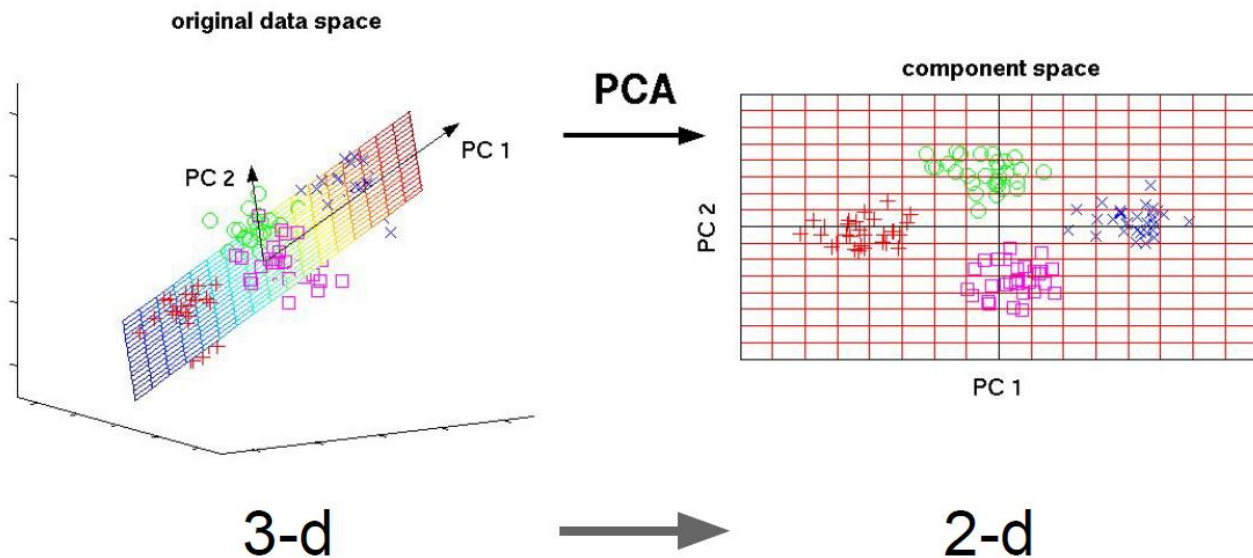 original data space
PC 1
PC 2
PCA
component space
PC 2
PC 1
3-d
2-d